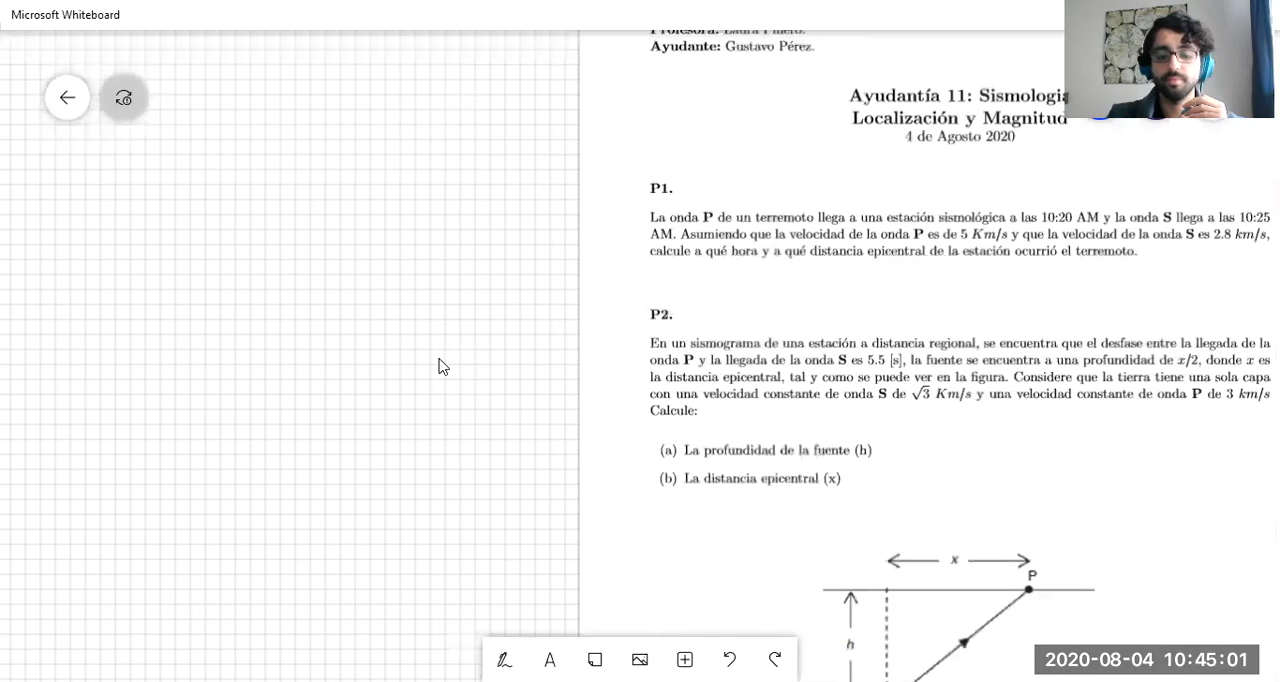 Microsoft Whiteboard
Ayudante: Gustavo Pérez.
Ayudantía 11: Sismología
Localización y Magnitud
4 de Agosto 2020
P1.
La onda P de un terremoto llega a una estación sismológica a las 10:20 AM y la onda S llega a las 10:25
AM. Asumiendo que la velocidad de la onda P es de 5 Km/s y que la velocidad de la onda S es 2.8 km/s,
calcule a qué hora y a qué distancia epicentral de la estación ocurrió el terremoto.
P2.
En un sismograma de una estación a distancia regional, se encuentra que el desfase entre la llegada de la
onda P y la llegada de la onda S es 5.5 [s], la fuente se encuentra a una profundidad de x/2, donde x es
la distancia epicentral, tal y como se puede ver en la figura. Considere que la tierra tiene una sola capa
con una velocidad constante de onda S de √3 Km/s y una velocidad constante de onda P de 3 km/s
Calcule:
(a) La profundidad de la fuente (h)
(b) La distancia epicentral (x)
x
P
h
A
2020-08-04 10:45:01